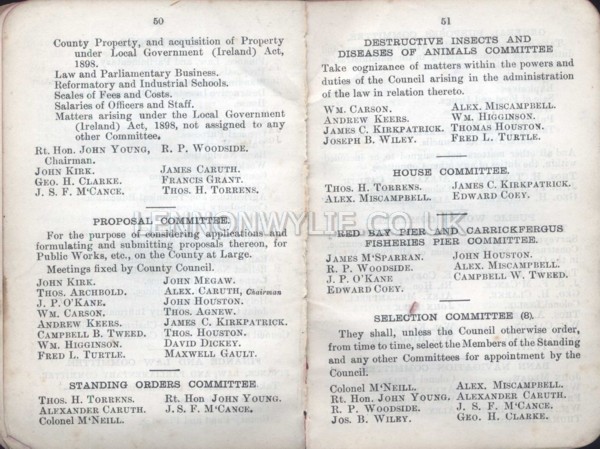 50
County Property, and acquisition of Property
under Local Government (Ireland) Act,
1898.
Law and Parliamentary Business.
Reformatory and Industrial Schools.
Scales of Fees and Costs.
Salaries of Officers and Staff.
Matters arising under the Local Government
(Ireland) Act, 1898, not assigned to any
other Committee.
Rt. Hon. John Young, R. P. Woodside.
Chairman.
John Kirk. James Caruth.
Geo. H. Clarke. Francis Grant.
J. S. F. M'Cance. Thos. H. Torrens.
PROPOSAL COMMITTEE.
For the purpose of considering applications and
formulating and submitting proposals thereon, for
Public Works, etc., on the County at Large.
Meetings fixed by County Council.
John Kirk. John Megaw.
Thos. Archbold. Alex. Caruth, Chairman
J. P. O'Kane. John Houston.
Wm. Carson. Thos. Agnew.
Andrew Keers. James C. Kirkpatrick.
Campbell B. Tweed. Thos. Houston.
Wm. Higginson. David Dickey.
Fred L. Turtle. Maxwell Gault.
STANDING ORDERS COMMITTEE.
Thos. H. Torrens. Rt. Hon John Young.
Alexander Caruth. J. S. F. M'Cance.
Colonel M'Neill.
51
DESTRUCTIVE INSECTS AND
DISEASES OF ANIMALS COMMITTEE
Take cognizance of matters within the powers and
duties of the Council arising in the administration
of the law in relation thereto.
Wm. Carson. Alex. Miscampbell.
Andrew Keers. Wm. Higginson.
James C. Kirkpatrick. Thomas Houston.
Joseph B. Wiley. Fred L. Turtle.
HOUSE COMMITTEE.
Thos. H. Torrens. James C. Kirkpatrick.
Alex. Miscampbell. Edward Coey.
RED BAY PIER AND CARRICKFERGUS
FISHERIES PIER COMMITTEE.
James M'Sparran. John Houston.
R. P. Woodside. Alex. Miscampbell.
J. P. O'Kane Campbell W. Tweed.
Edward Coey.
SELECTION COMMITTEE (8).
They shall, unless the Council otherwise order,
from time to time, select the Members of the Standing
and any other Committees for appointment by the
Council.
Colonel M'Neill. Alex. Miscampbell.
Rt. Hon. John Young. Alexander Caruth.
R. P. Woodside. J. S. F. M'Cance.
Jos. B. Wiley. Geo. H. Clarke.
LENNONWYLIE.CO.UK